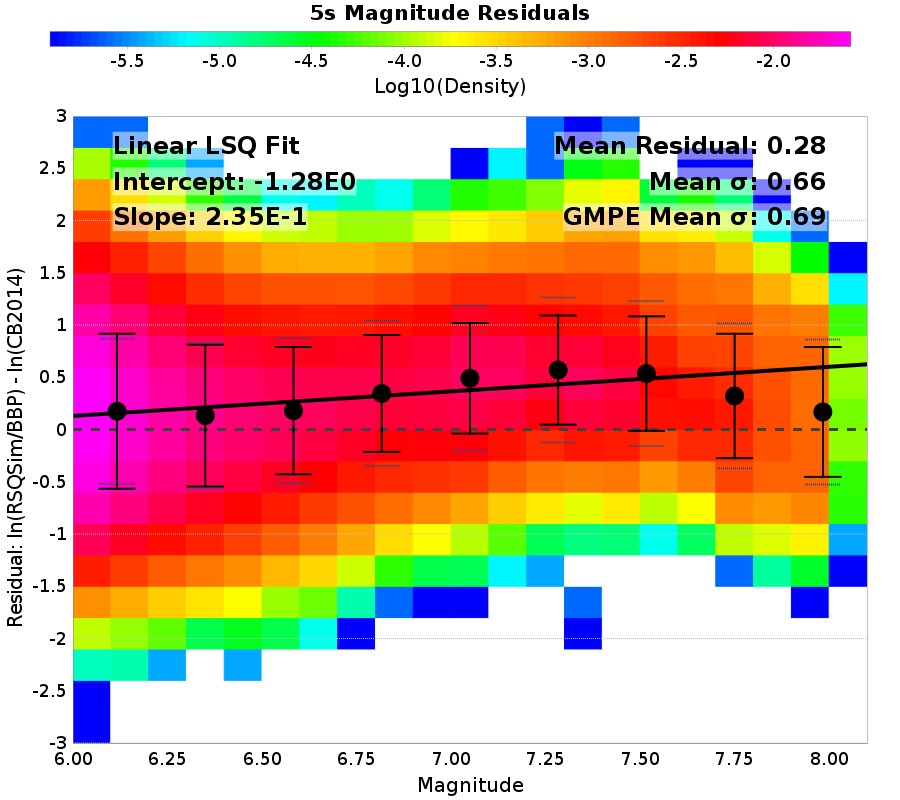 5s Magnitude Residuals
-5.5 -5.0 -4.5 -4.0 -3.5 -3.0 -2.5 -2.0
Log10(Density)
Linear LSQ Fit
Intercept: -1.28E0
Slope: 2.35E-1
Mean Residual: 0.28
Mean σ: 0.66
GMPE Mean σ: 0.69
Residual: ln(RSQSim/BBP) - ln(CB2014)
3
2.5
2
1.5
1
0.5
0
-0.5
-1
-1.5
-2
-2.5
-3
6.00 6.25 6.50 6.75 7.00 7.25 7.50 7.75 8.00
Magnitude